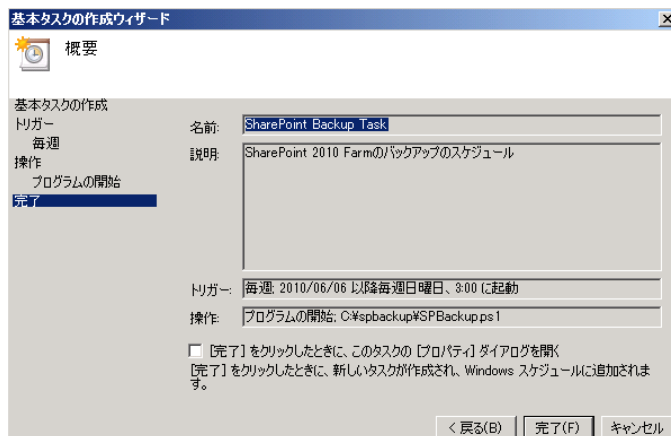 基本タスクの作成ウィザード
概要
基本タスクの作成
トリガー
毎週
操作
プログラムの開始
完了
名前: SharePoint Backup Task
説明: SharePoint 2010 Farmのバックアップのスケジュール
トリガー: 毎週: 2010/06/06 以降毎週日曜日、3:00 に起動
操作: プログラムの開始: C:¥spbackup¥SPBackup.ps1
[完了] をクリックしたときに、このタスクの [プロパティ] ダイアログを開く
[完了] をクリックしたときに、新しいタスクが作成され、Windows スケジュールに追加されま
す。
< 戻る(B) 完了(F) キャンセル